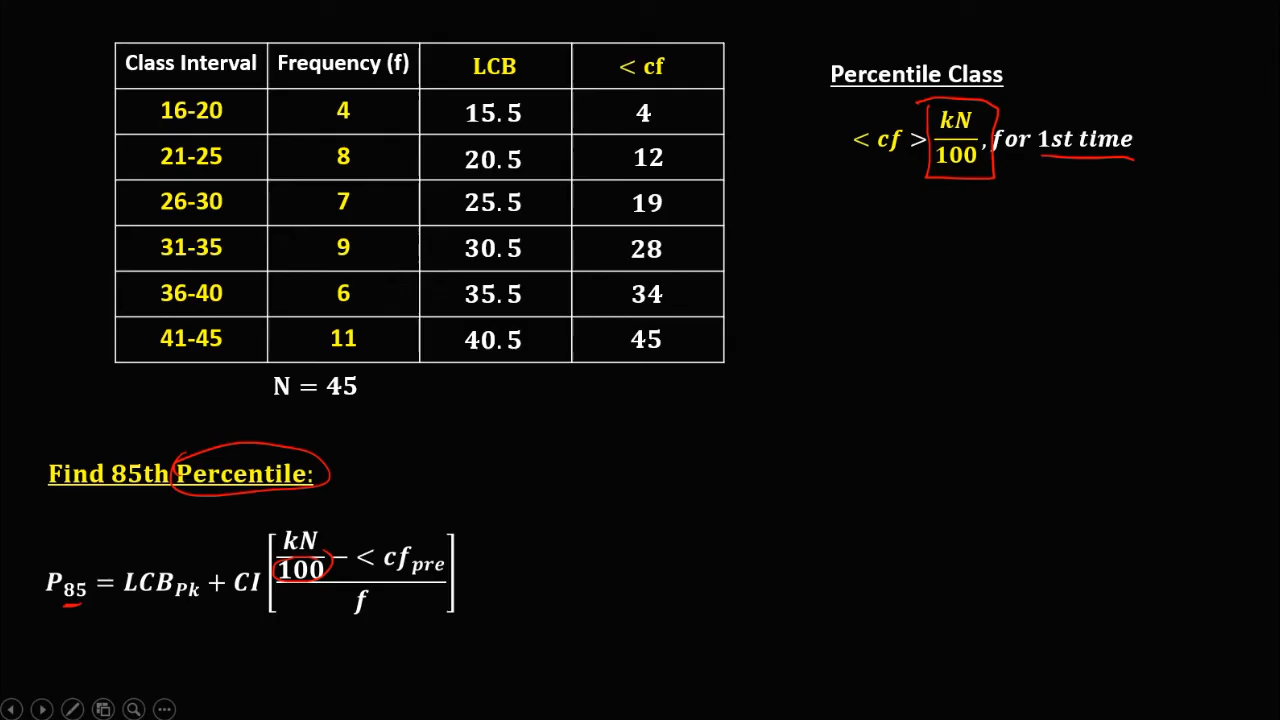 Class Interval Frequency (f) LCB < cf
16-20 4 15.5 4
21-25 8 20.5 12
26-30 7 25.5 19
31-35 9 30.5 28
36-40 6 35.5 34
41-45 11 40.5 45
N = 45
Percentile Class
< cf > kN/100 , for 1st time
Find 85th Percentile:
P₈₅ = LCB_Pk + CI [ (kN/100 − < cf_pre) / f ]